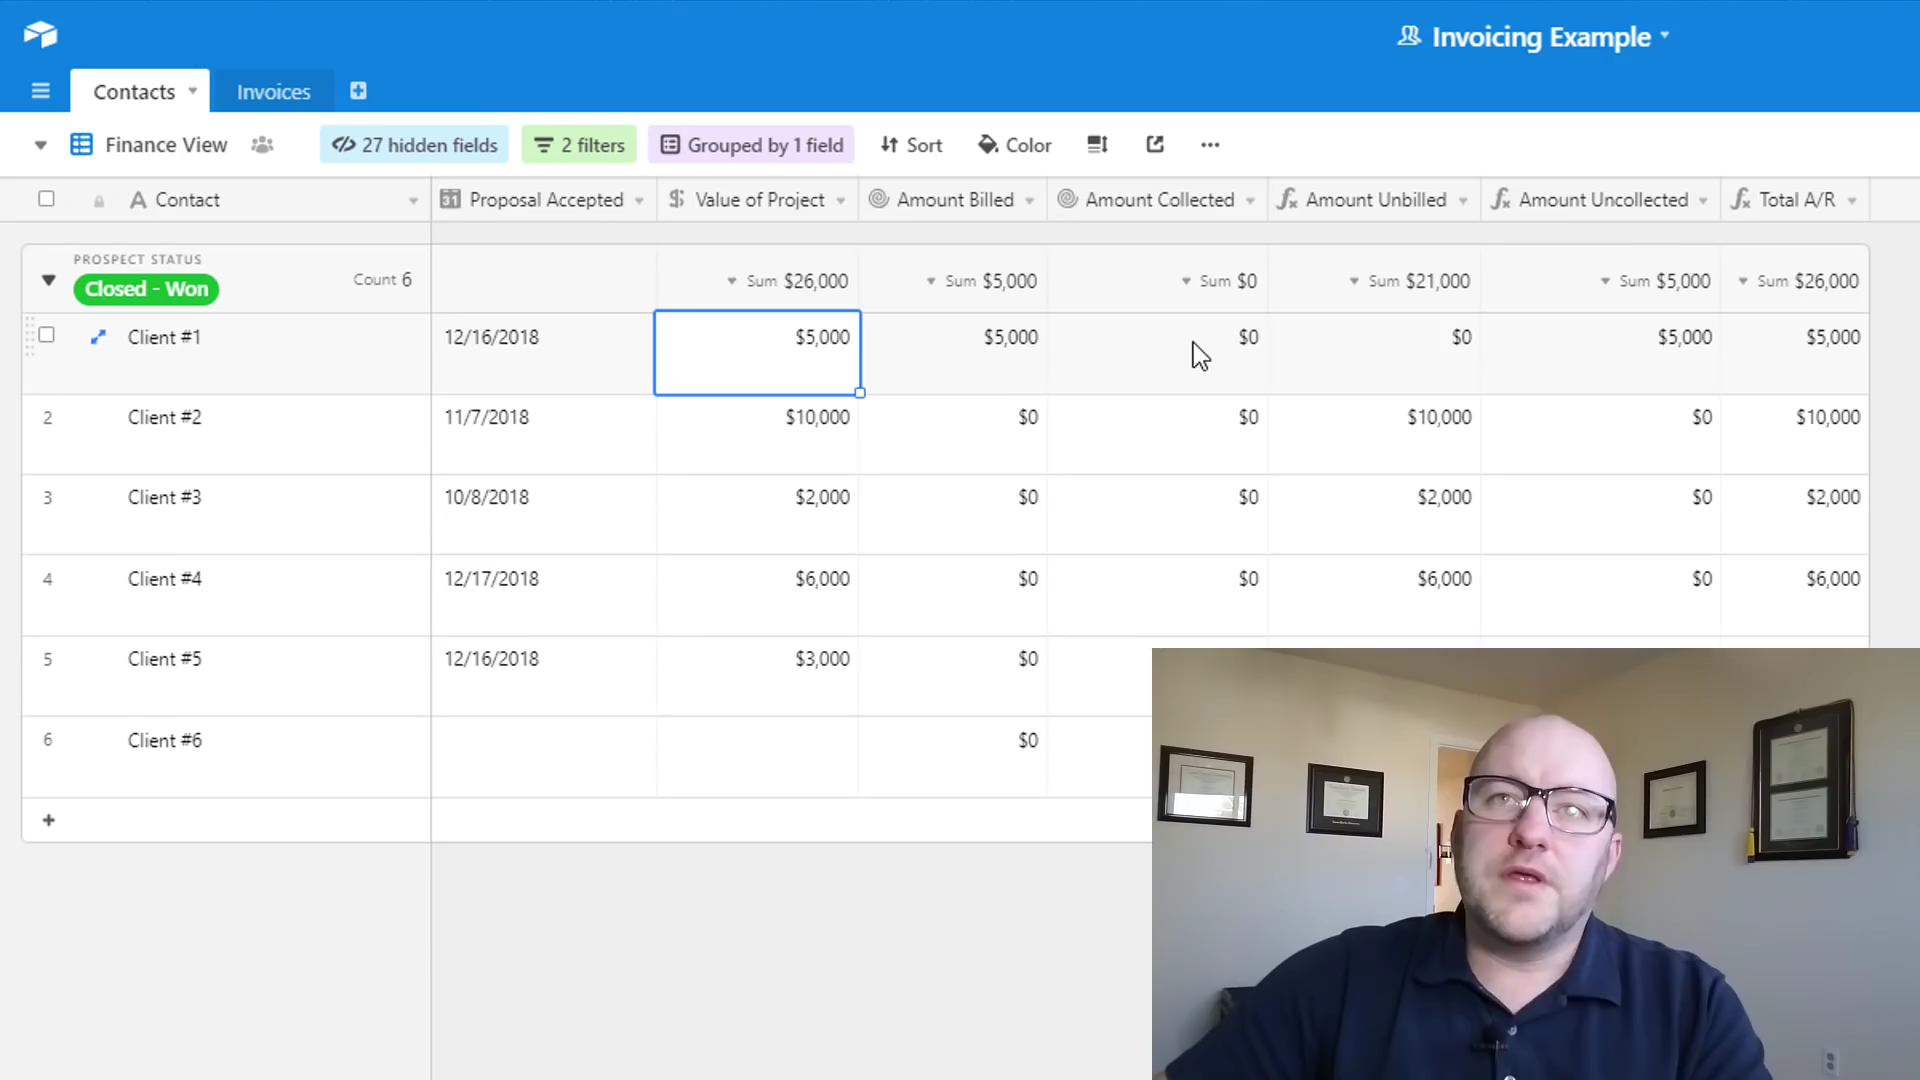 Invoicing Example
Contacts Invoices
Finance View 27 hidden fields 2 filters Grouped by 1 field Sort Color
A Contact 31 Proposal Accepted $ Value of Project Amount Billed Amount Collected fx Amount Unbilled fx Amount Uncollected fx Total A/R
PROSPECT STATUS
Closed - Won Count 6 Sum $26,000 Sum $5,000 Sum $0 Sum $21,000 Sum $5,000 Sum $26,000
Client #1 12/16/2018 $5,000 $5,000 $0 $0 $5,000 $5,000
2 Client #2 11/7/2018 $10,000 $0 $0 $10,000 $0 $10,000
3 Client #3 10/8/2018 $2,000 $0 $0 $2,000 $0 $2,000
4 Client #4 12/17/2018 $6,000 $0 $0 $6,000 $0 $6,000
5 Client #5 12/16/2018 $3,000 $0
6 Client #6 $0